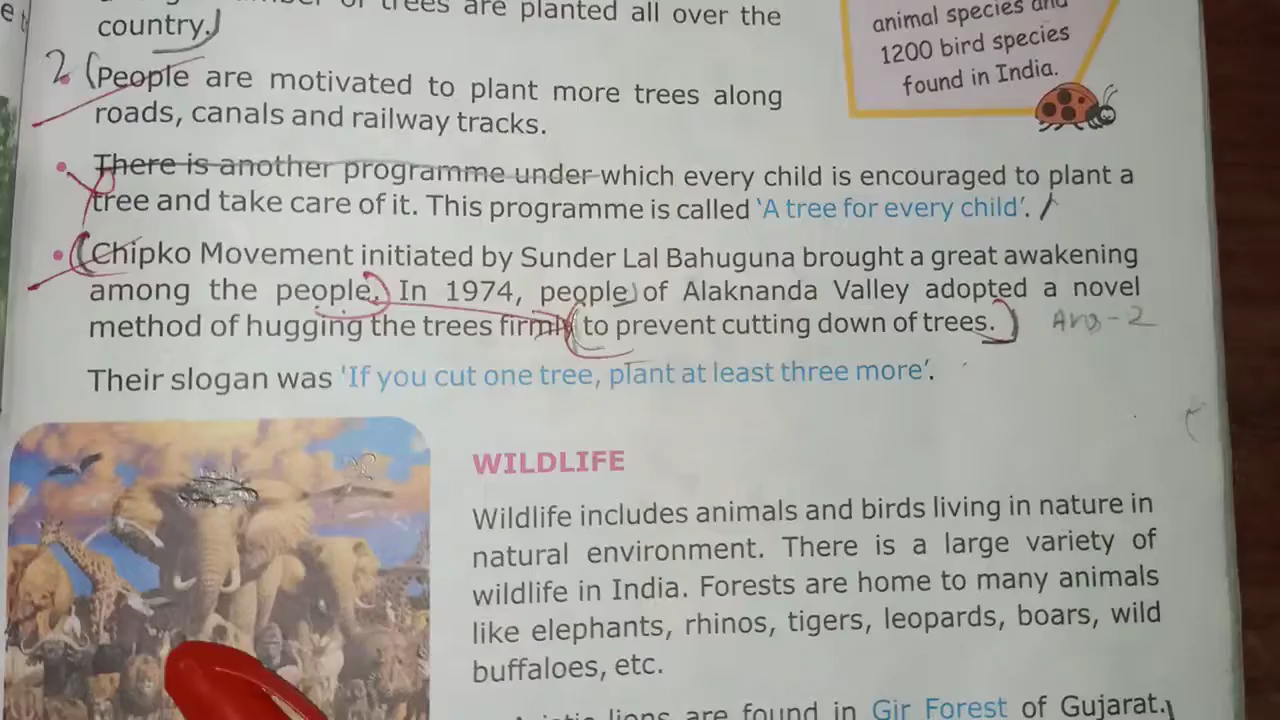 of trees are planted all over the
country.
2 People are motivated to plant more trees along
roads, canals and railway tracks.
animal species and
1200 bird species
found in India.
• There is another programme under which every child is encouraged to plant a
tree and take care of it. This programme is called 'A tree for every child'.
• Chipko Movement initiated by Sunder Lal Bahuguna brought a great awakening
among the people. In 1974, people of Alaknanda Valley adopted a novel
method of hugging the trees firmly to prevent cutting down of trees. Ans-2
Their slogan was 'If you cut one tree, plant at least three more'.
WILDLIFE
Wildlife includes animals and birds living in nature in
natural environment. There is a large variety of
wildlife in India. Forests are home to many animals
like elephants, rhinos, tigers, leopards, boars, wild
buffaloes, etc.
lions are found in Gir Forest of Gujarat.